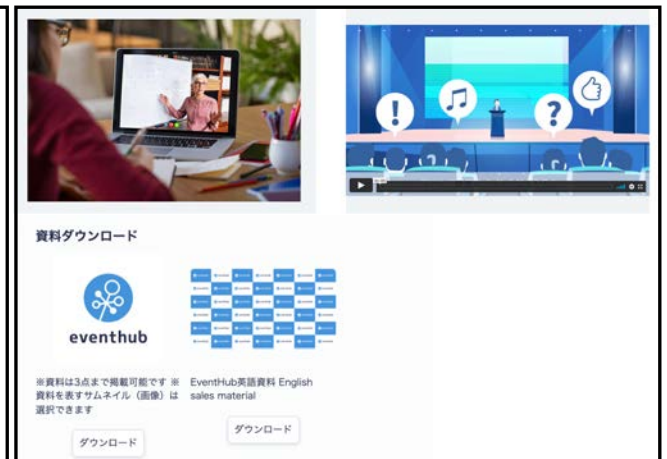 資料ダウンロード
eventhub
※資料は3点まで掲載可能です ※
資料を表すサムネイル（画像）は
選択できます
ダウンロード
EventHub英語資料 English
sales material
ダウンロード